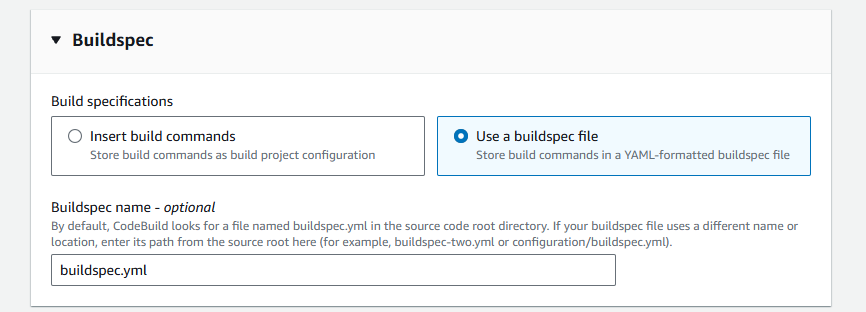 Buildspec
Build specifications
Insert build commands
Store build commands as build project configuration
Use a buildspec file
Store build commands in a YAML-formatted buildspec file
Buildspec name - optional
By default, CodeBuild looks for a file named buildspec.yml in the source code root directory. If your buildspec file uses a different name or
location, enter its path from the source root here (for example, buildspec-two.yml or configuration/buildspec.yml).
buildspec.yml